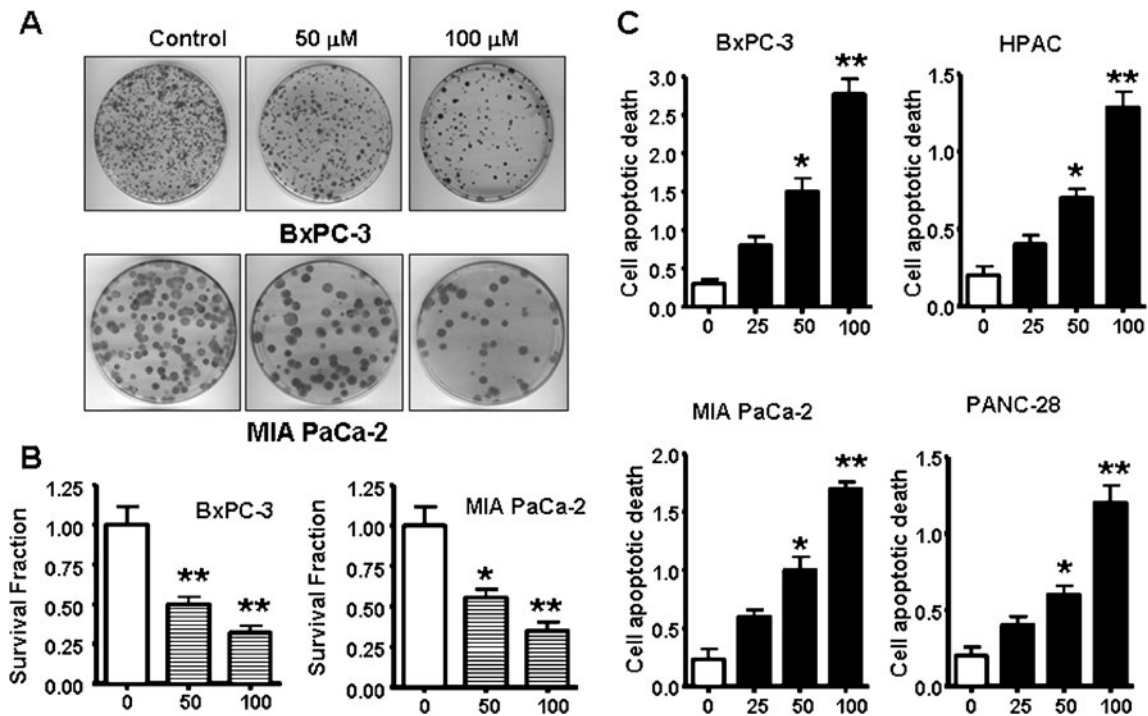 A
Control 50 μM 100 μM
BxPC-3
MIA PaCa-2
B
Survival Fraction
1.25
1.00
0.75
0.50
0.25
0.00
BxPC-3
**
**
0 50 100
Survival Fraction
1.25
1.00
0.75
0.50
0.25
0.00
MIA PaCa-2
*
**
0 50 100
C
BxPC-3
Cell apoptotic death
3.0
2.5
2.0
1.5
1.0
0.5
0.0
*
**
0 25 50 100
HPAC
Cell apoptotic death
1.5
1.0
0.5
0.0
*
**
0 25 50 100
MIA PaCa-2
Cell apoptotic death
2.0
1.5
1.0
0.5
0.0
*
**
0 25 50 100
PANC-28
Cell apoptotic death
1.5
1.0
0.5
0.0
*
**
0 25 50 100